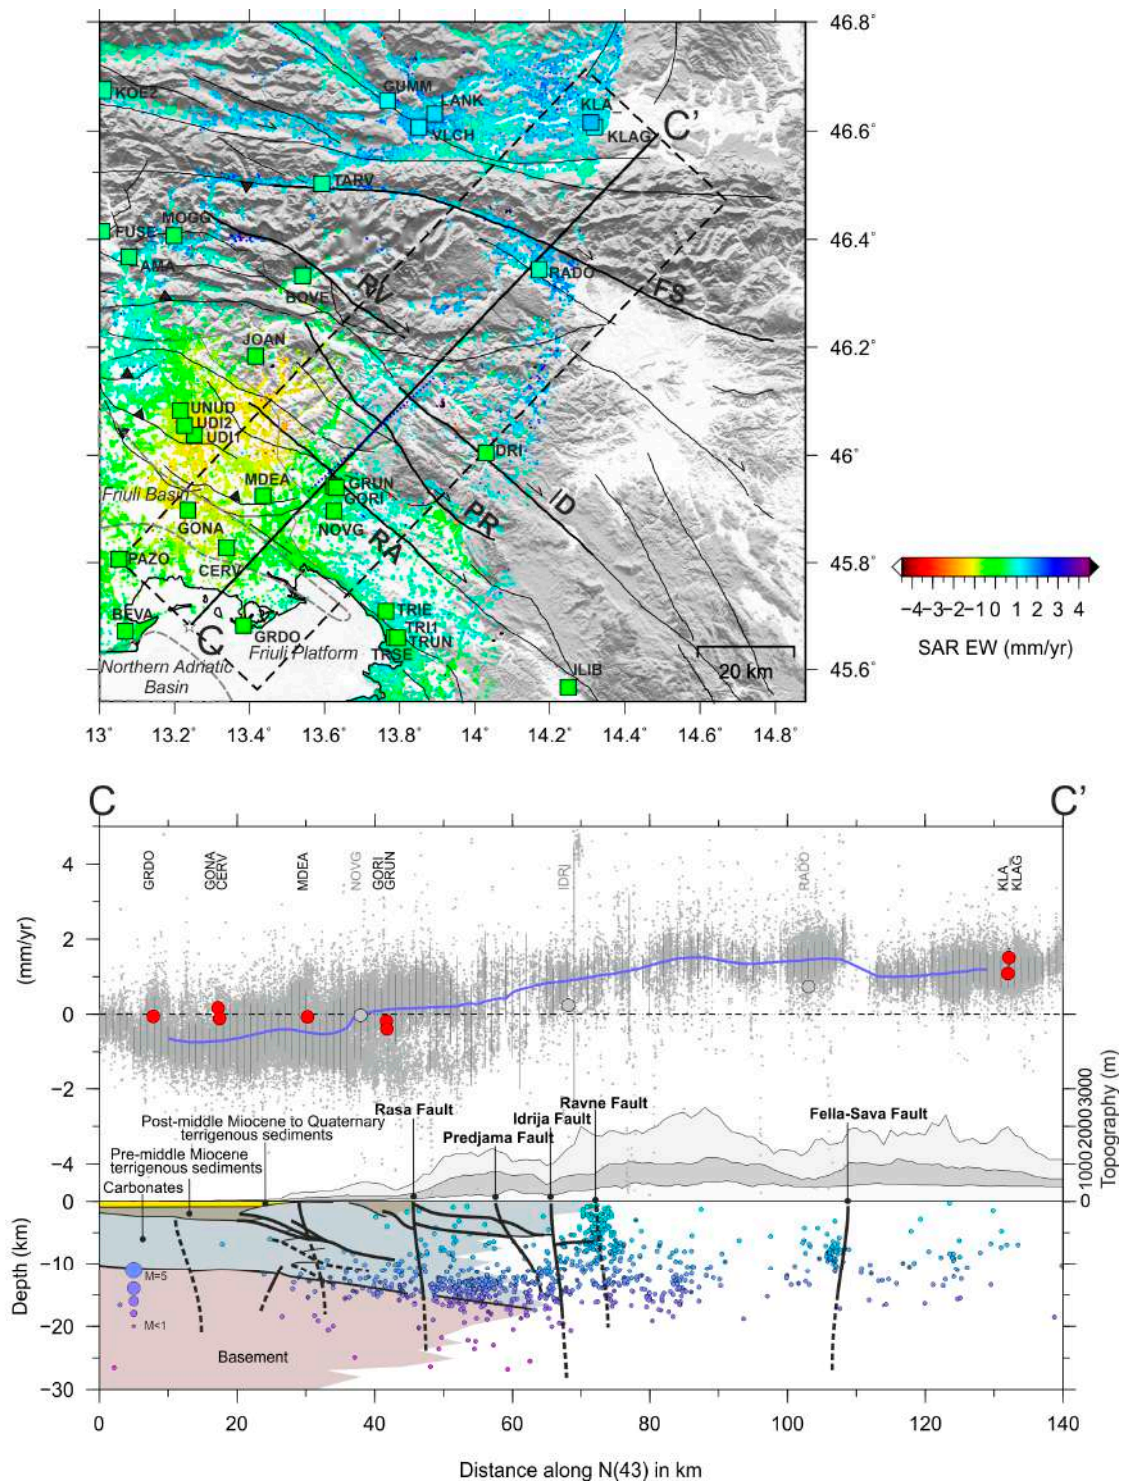 46.8°
46.6°
46.4°
46.2°
46°
45.8°
45.6°
13° 13.2° 13.4° 13.6° 13.8° 14° 14.2° 14.4° 14.6° 14.8°
KOE2
GUMM
LANK
VLCH
KLA_
KLAG
C'
TARV
MOGG
FUSE
AMA
BOVE
RV
RADO
FS
JOAN
UNUD
UDI2
UDI1
IDRI
MDEA
GRUN
GORI
Friuli Basin
GONA
NOVG
PR
ID
RA
PAZO
CERV
BEVA
C
GRDO
Friuli Platform
TRIE
TRI1
TRUN
TRSE
Northern Adriatic
Basin
ILIB
20 km
−4 −3 −2 −1 0 1 2 3 4
SAR EW (mm/yr)
C
C'
GRDO
GONA
CERV
MDEA
NOVG
GORI
GRUN
IDRJ
RADO
KLA_
KLAG
(mm/yr)
4
2
0
−2
−4
Topography (m)
0 1000 2000 3000
Rasa Fault
Predjama Fault
Idrija Fault
Ravne Fault
Fella-Sava Fault
Post-middle Miocene to Quaternary
terrigenous sediments
Pre-middle Miocene
terrigenous sediments
Carbonates
Depth (km)
0
−10
−20
−30
M=5
M<1
Basement
0 20 40 60 80 100 120 140
Distance along N(43) in km